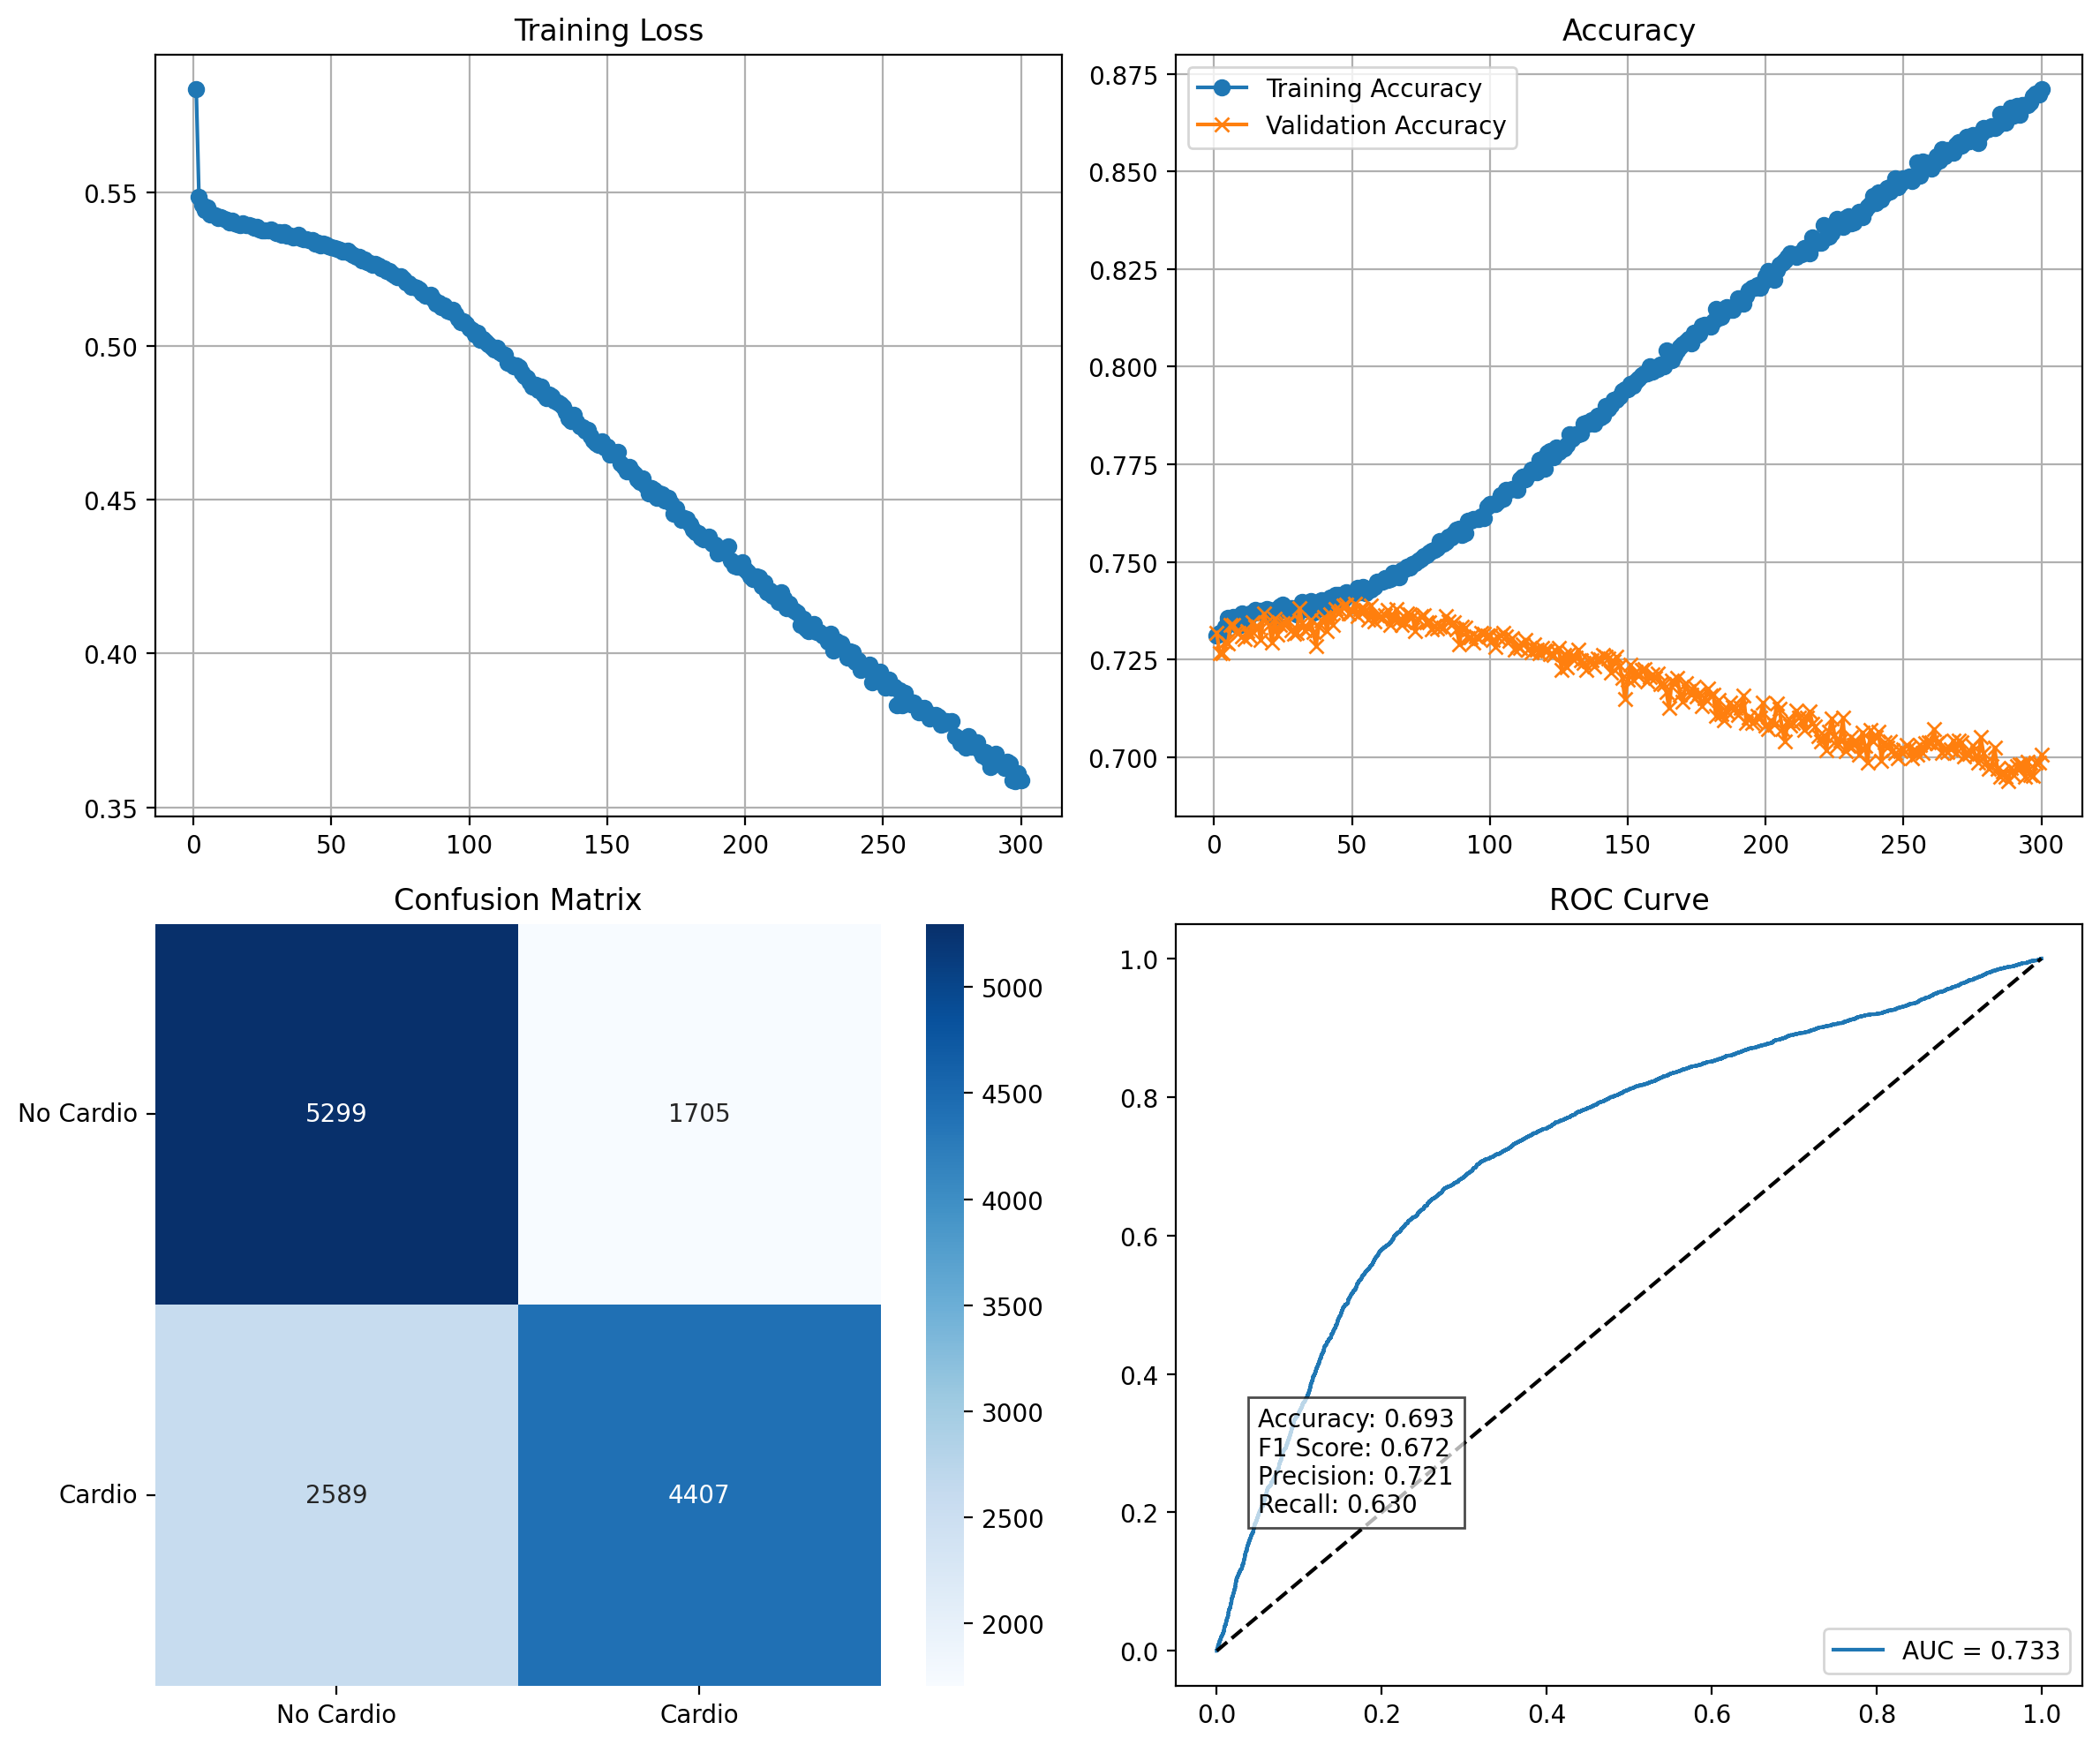 Training Loss
0.55
0.50
0.45
0.40
0.35
0 50 100 150 200 250 300
Accuracy
Training Accuracy
Validation Accuracy
0.875
0.850
0.825
0.800
0.775
0.750
0.725
0.700
0 50 100 150 200 250 300
Confusion Matrix
No Cardio
Cardio
5299 1705
2589 4407
No Cardio Cardio
5000
4500
4000
3500
3000
2500
2000
ROC Curve
1.0
0.8
0.6
0.4
0.2
0.0
Accuracy: 0.693
F1 Score: 0.672
Precision: 0.721
Recall: 0.630
AUC = 0.733
0.0 0.2 0.4 0.6 0.8 1.0